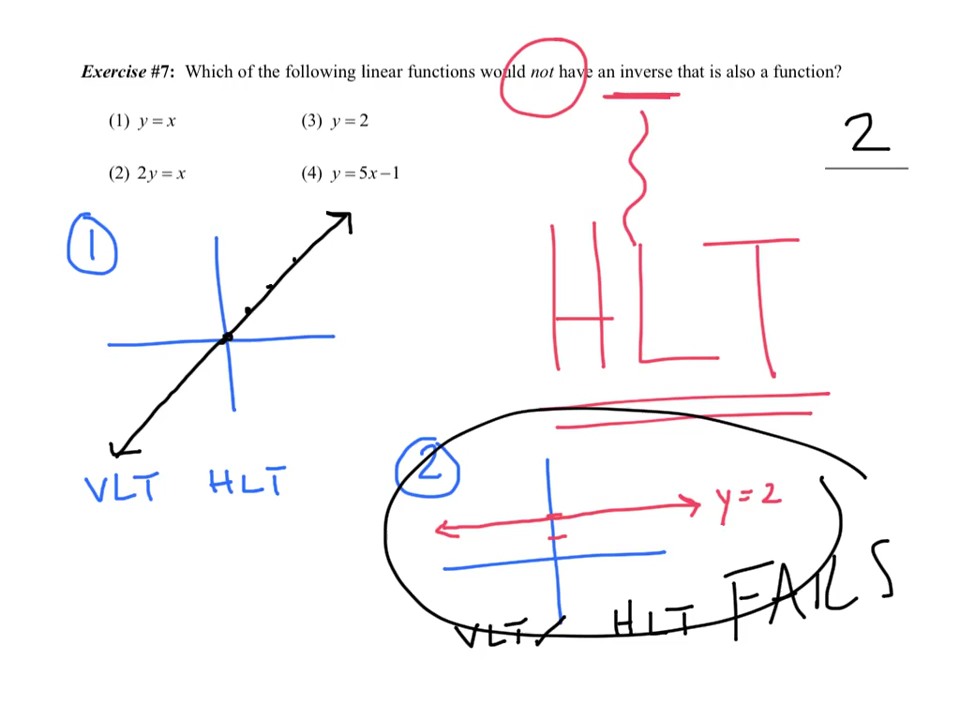 Exercise #7: Which of the following linear functions would not have an inverse that is also a function?
(1) y = x (3) y = 2
2
(2) 2y = x (4) y = 5x − 1
1
HLT
2
VLT HLT
y = 2
VLT ✓ HLT FAILS